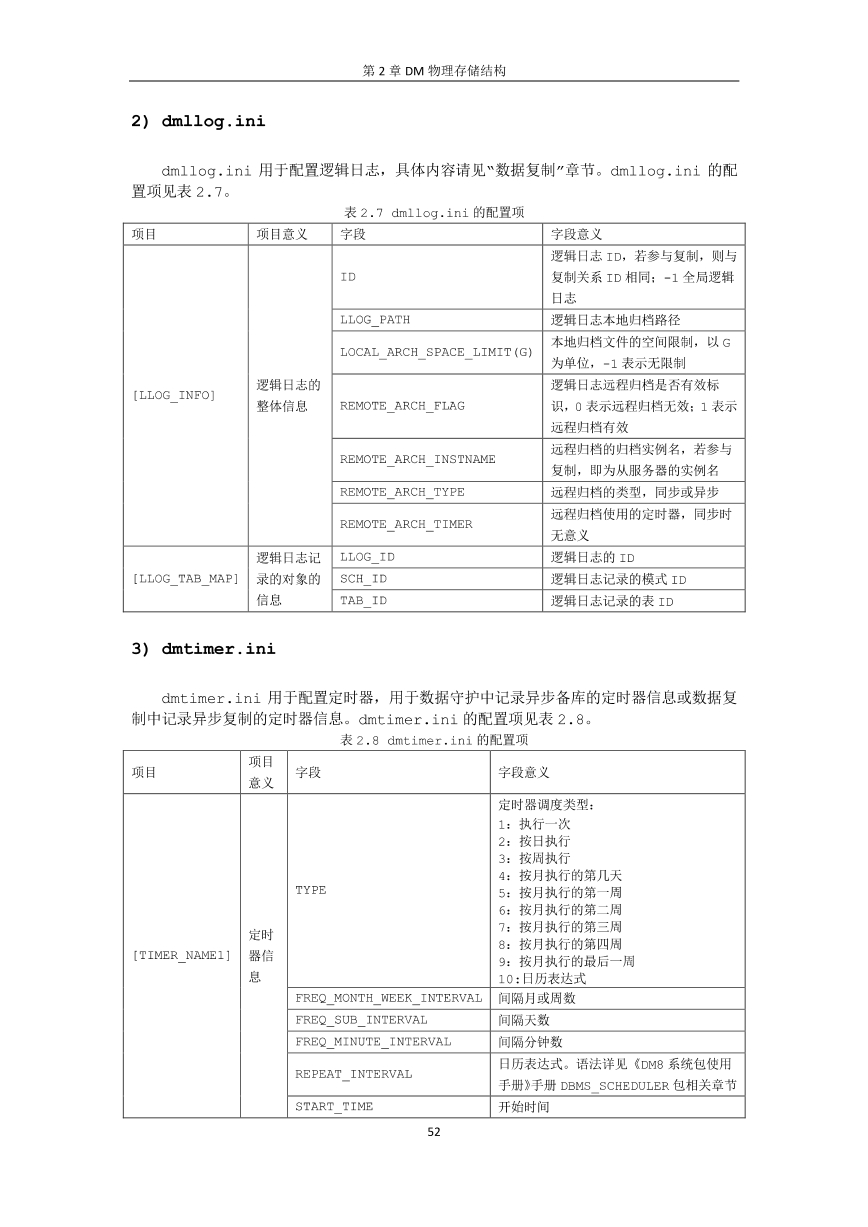 第 2 章 DM 物理存储结构
2) dmllog.ini
dmllog.ini 用于配置逻辑日志，具体内容请见“数据复制”章节。dmllog.ini 的配
置项见表 2.7。
表 2.7 dmllog.ini 的配置项
项目 项目意义 字段 字段意义
[LLOG_INFO]
逻辑日志的
整体信息
ID
逻辑日志 ID，若参与复制，则与
复制关系 ID 相同；-1 全局逻辑
日志
LLOG_PATH 逻辑日志本地归档路径
LOCAL_ARCH_SPACE_LIMIT(G)
本地归档文件的空间限制，以 G
为单位，-1 表示无限制
REMOTE_ARCH_FLAG
逻辑日志远程归档是否有效标
识，0 表示远程归档无效；1 表示
远程归档有效
REMOTE_ARCH_INSTNAME
远程归档的归档实例名，若参与
复制，即为从服务器的实例名
REMOTE_ARCH_TYPE 远程归档的类型，同步或异步
REMOTE_ARCH_TIMER
远程归档使用的定时器，同步时
无意义
[LLOG_TAB_MAP]
逻辑日志记
录的对象的
信息
LLOG_ID 逻辑日志的 ID
SCH_ID 逻辑日志记录的模式 ID
TAB_ID 逻辑日志记录的表 ID
3) dmtimer.ini
dmtimer.ini 用于配置定时器，用于数据守护中记录异步备库的定时器信息或数据复
制中记录异步复制的定时器信息。dmtimer.ini 的配置项见表 2.8。
表 2.8 dmtimer.ini 的配置项
项目
项目
意义
字段 字段意义
[TIMER_NAME1]
定时
器信
息
TYPE
定时器调度类型：
1：执行一次
2：按日执行
3：按周执行
4：按月执行的第几天
5：按月执行的第一周
6：按月执行的第二周
7：按月执行的第三周
8：按月执行的第四周
9：按月执行的最后一周
10:日历表达式
FREQ_MONTH_WEEK_INTERVAL 间隔月或周数
FREQ_SUB_INTERVAL 间隔天数
FREQ_MINUTE_INTERVAL 间隔分钟数
REPEAT_INTERVAL
日历表达式。语法详见《DM8 系统包使用
手册》手册 DBMS_SCHEDULER 包相关章节
START_TIME 开始时间
52